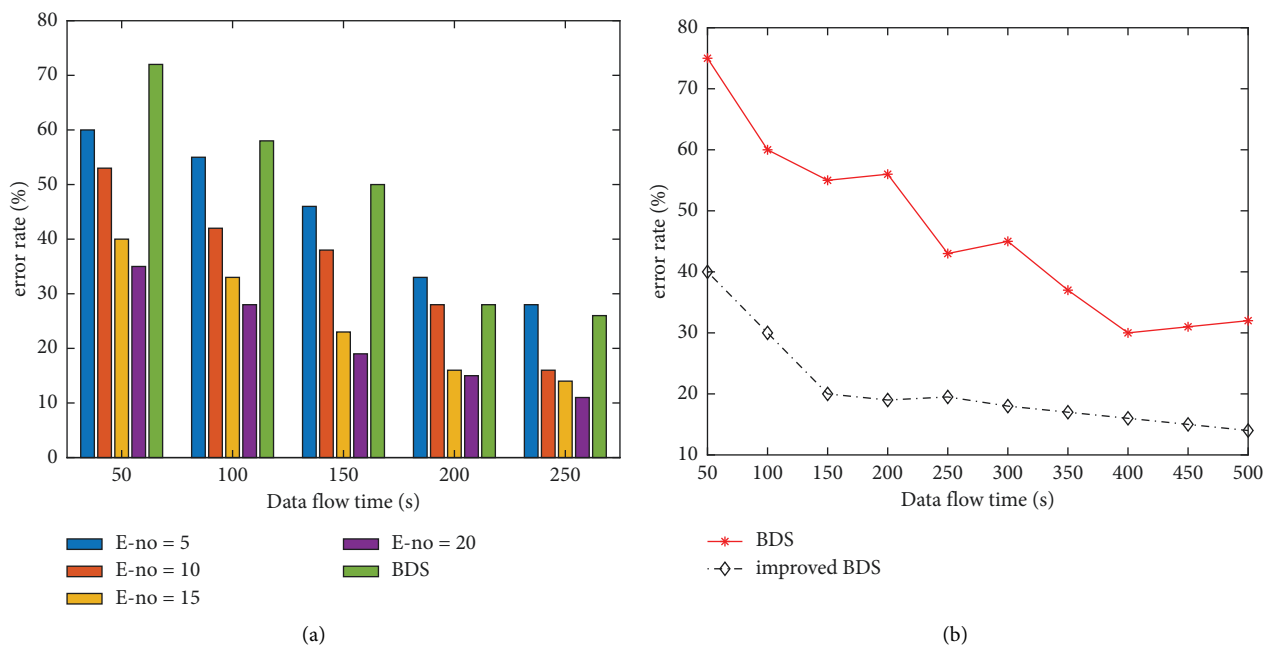 80
70
60
50
40
30
20
10
0
error rate (%)
50 100 150 200 250
Data flow time (s)
E-no = 5
E-no = 10
E-no = 15
E-no = 20
BDS
(a)
80
70
60
50
40
30
20
10
error rate (%)
50 100 150 200 250 300 350 400 450 500
Data flow time (s)
BDS
improved BDS
(b)